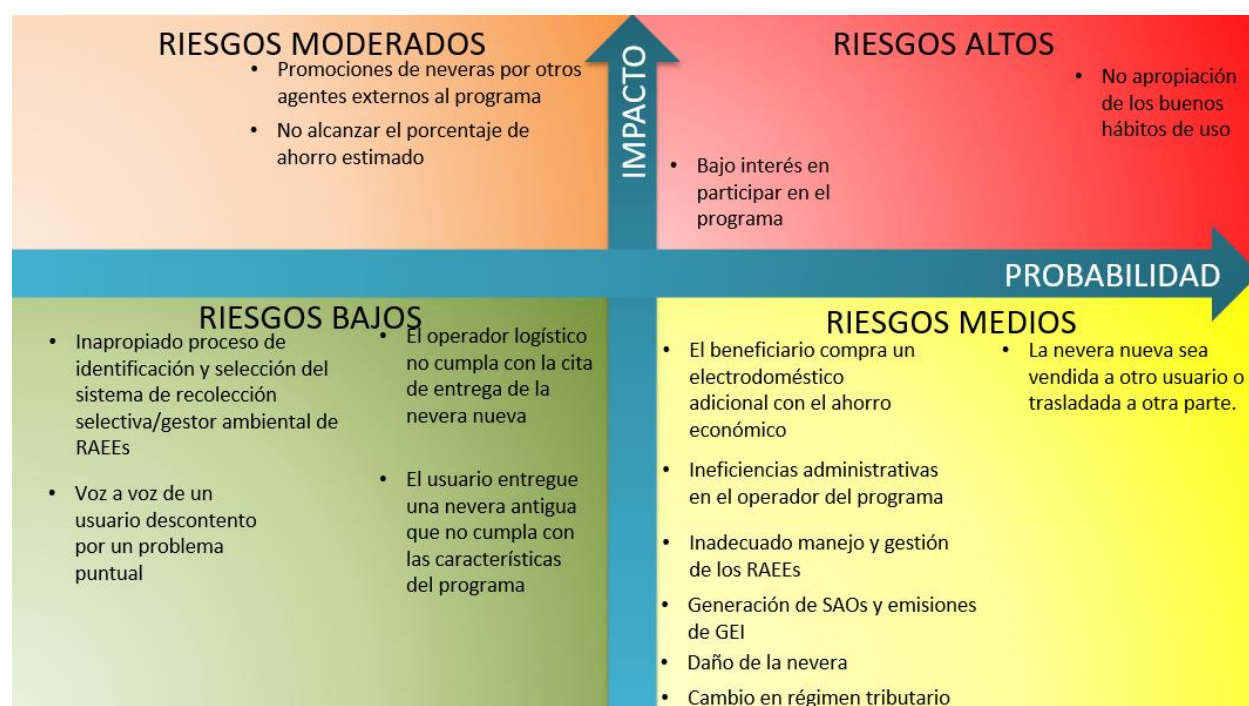 RIESGOS MODERADOS
• Promociones de neveras por otros
agentes externos al programa
• No alcanzar el porcentaje de
ahorro estimado
IMPACTO
RIESGOS ALTOS
• No apropiación
de los buenos
hábitos de uso
• Bajo interés en
participar en el
programa
PROBABILIDAD
RIESGOS BAJOS
• Inapropiado proceso de
identificación y selección del
sistema de recolección
selectiva/gestor ambiental de
RAEEs
• Voz a voz de un
usuario descontento
por un problema
puntual
• El operador logístico
no cumpla con la cita
de entrega de la
nevera nueva
• El usuario entregue
una nevera antigua
que no cumpla con
las características
del programa
RIESGOS MEDIOS
• El beneficiario compra un
electrodoméstico
adicional con el ahorro
económico
• Ineficiencias administrativas
en el operador del programa
• Inadecuado manejo y gestión
de los RAEEs
• Generación de SAOs y emisiones
de GEI
• Daño de la nevera
• Cambio en régimen tributario
• La nevera nueva sea
vendida a otro usuario o
trasladada a otra parte.